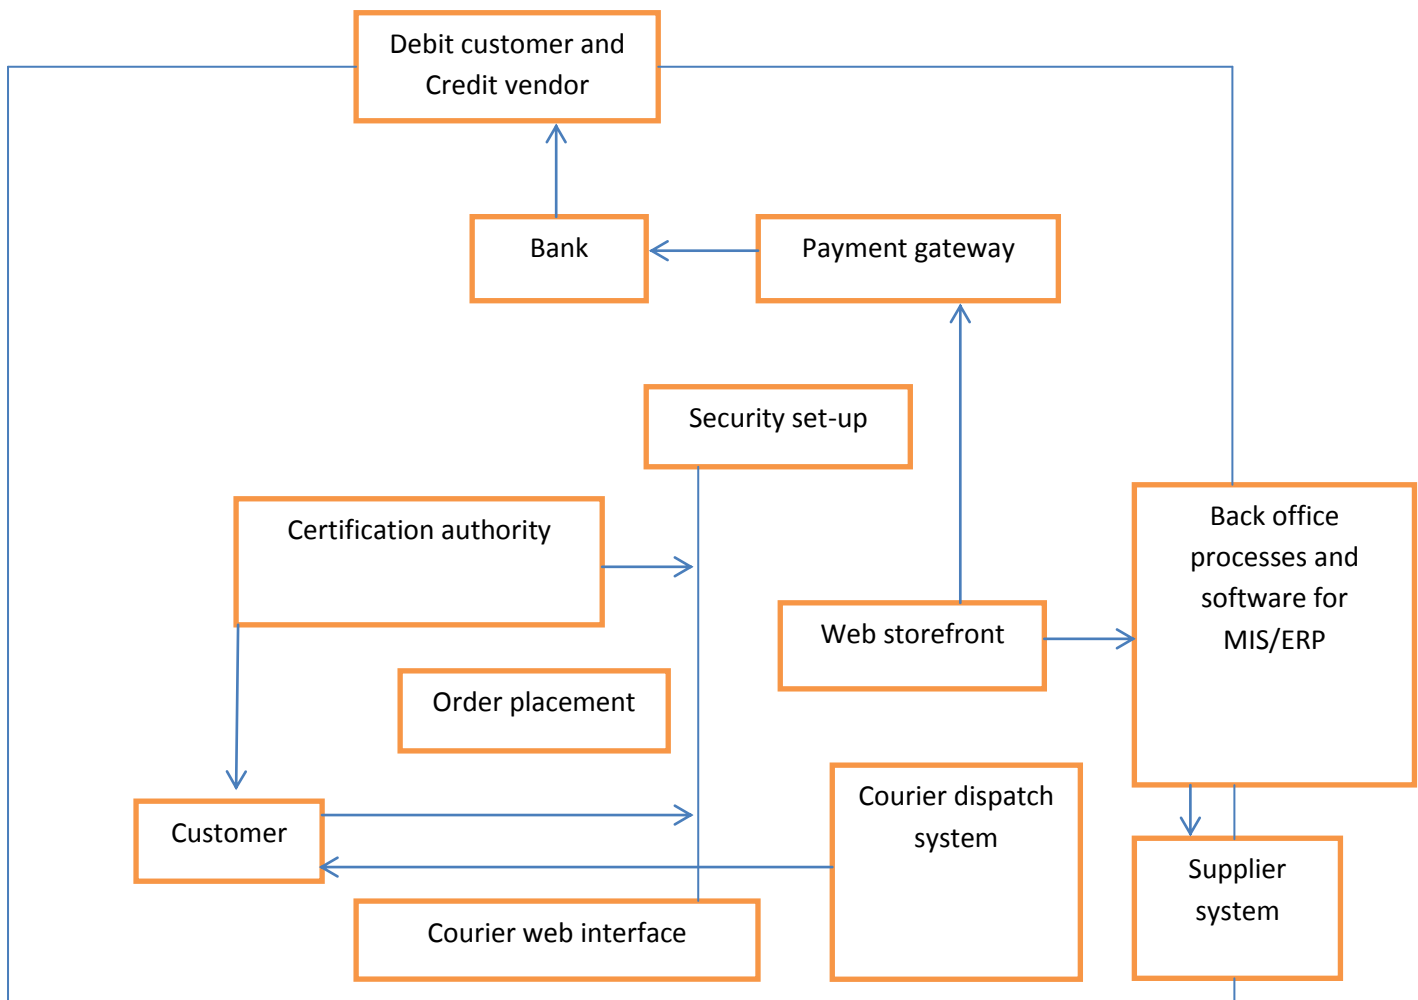 Debit customer and
Credit vendor
Bank
Payment gateway
Security set-up
Certification authority
Back office
processes and
software for
MIS/ERP
Web storefront
Order placement
Courier dispatch
system
Customer
Supplier
system
Courier web interface